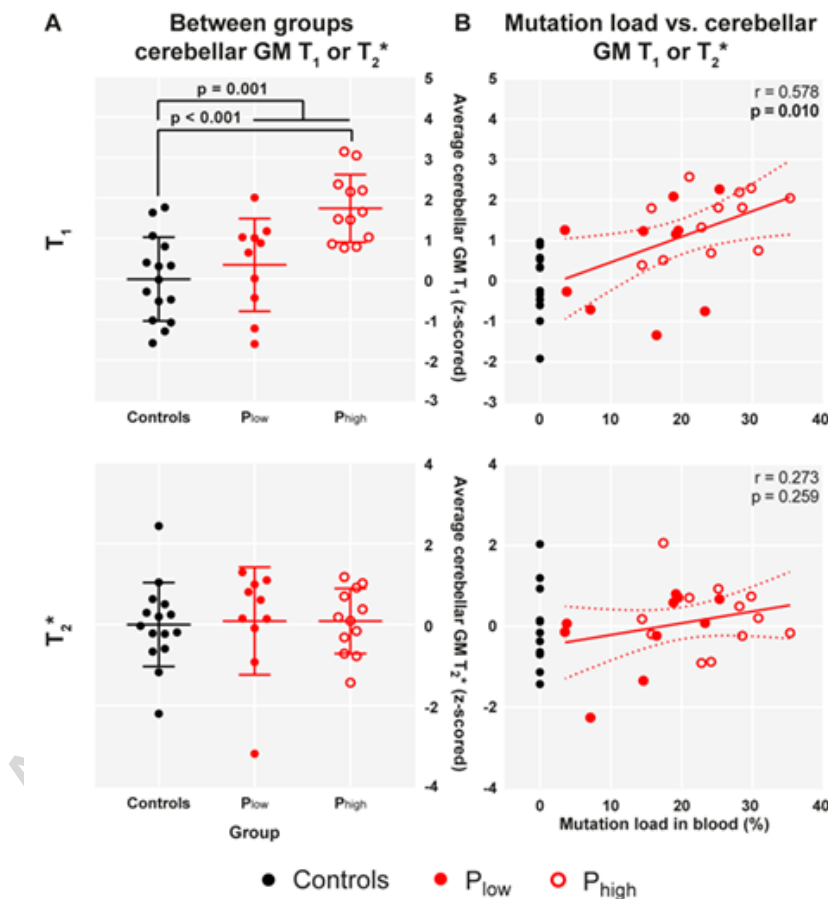 A
Between groups
cerebellar GM T₁ or T₂*
B
Mutation load vs. cerebellar
GM T₁ or T₂*
p = 0.001
p < 0.001
T₁
5
4
3
2
1
0
-1
-2
-3
Controls
Plow
Phigh
Average cerebellar GM T₁ (z-scored)
r = 0.578
p = 0.010
5
4
3
2
1
0
-1
-2
-3
0
10
20
30
40
T₂*
4
2
0
-2
-4
Controls
Plow
Phigh
Group
Average cerebellar GM T₂* (z-scored)
r = 0.273
p = 0.259
4
2
0
-2
-4
0
10
20
30
40
Mutation load in blood (%)
Controls
Plow
Phigh